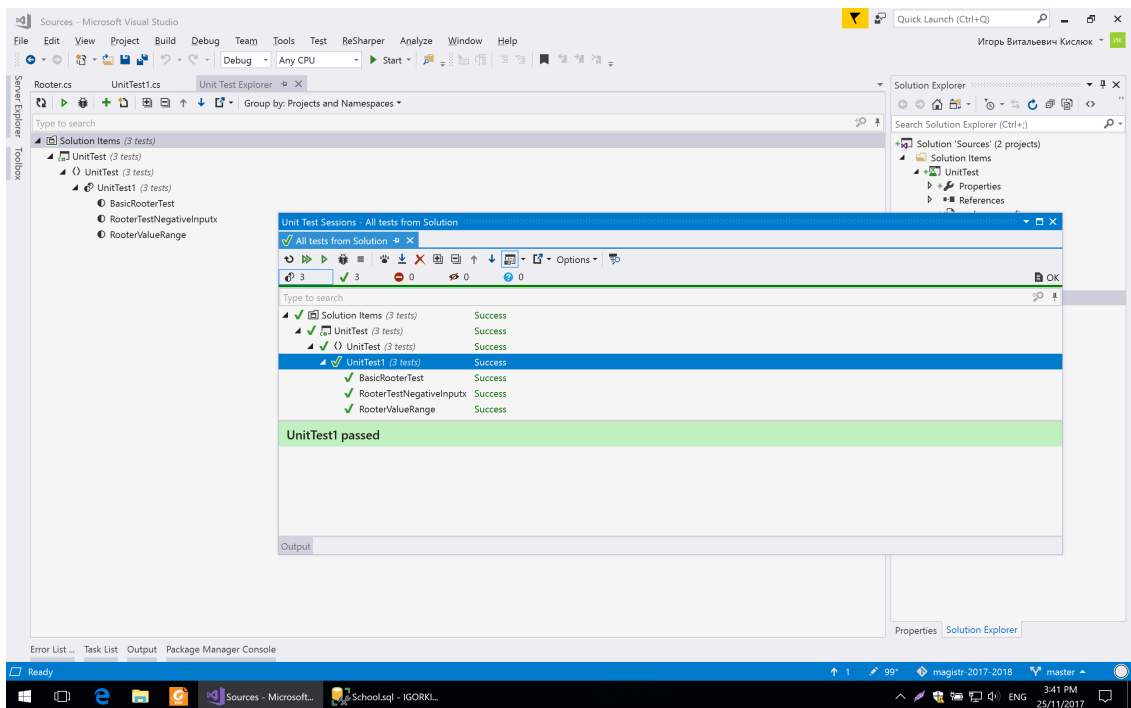 Sources - Microsoft Visual Studio
Quick Launch (Ctrl+Q)
File Edit View Project Build Debug Team Tools Test ReSharper Analyze Window Help
Игорь Витальевич Кислюк
ИК
Debug Any CPU Start
Server Explorer
Toolbox
Rooter.cs UnitTest1.cs Unit Test Explorer
Group by: Projects and Namespaces
Type to search
Solution Items (3 tests)
UnitTest (3 tests)
UnitTest (3 tests)
UnitTest1 (3 tests)
BasicRooterTest
RooterTestNegativeInputx
RooterValueRange
Solution Explorer
Search Solution Explorer (Ctrl+;)
Solution 'Sources' (2 projects)
Solution Items
UnitTest
Properties
References
Unit Test Sessions - All tests from Solution
All tests from Solution
Options
3 3 0 0 0
OK
Type to search
Solution Items (3 tests) Success
UnitTest (3 tests) Success
UnitTest (3 tests) Success
UnitTest1 (3 tests) Success
BasicRooterTest Success
RooterTestNegativeInputx Success
RooterValueRange Success
UnitTest1 passed
Output
Properties Solution Explorer
Error List ... Task List Output Package Manager Console
Ready
1 99* magistr-2017-2018 master
Sources - Microsoft...
School.sql - IGORKI...
ENG
3:41 PM
25/11/2017